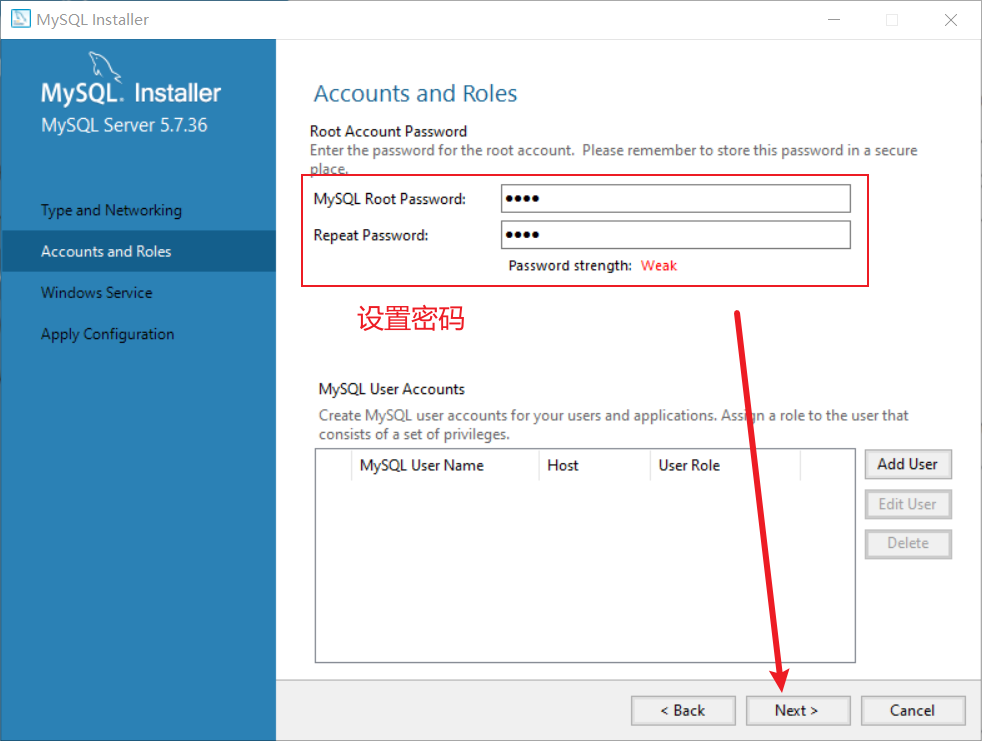 MySQL Installer
MySQL. Installer
MySQL Server 5.7.36
Type and Networking
Accounts and Roles
Windows Service
Apply Configuration
Accounts and Roles
Root Account Password
Enter the password for the root account. Please remember to store this password in a secure
place.
MySQL Root Password: ●●●●
Repeat Password: ●●●●
Password strength: Weak
设置密码
MySQL User Accounts
Create MySQL user accounts for your users and applications. Assign a role to the user that
consists of a set of privileges.
MySQL User Name Host User Role
Add User
Edit User
Delete
< Back Next > Cancel